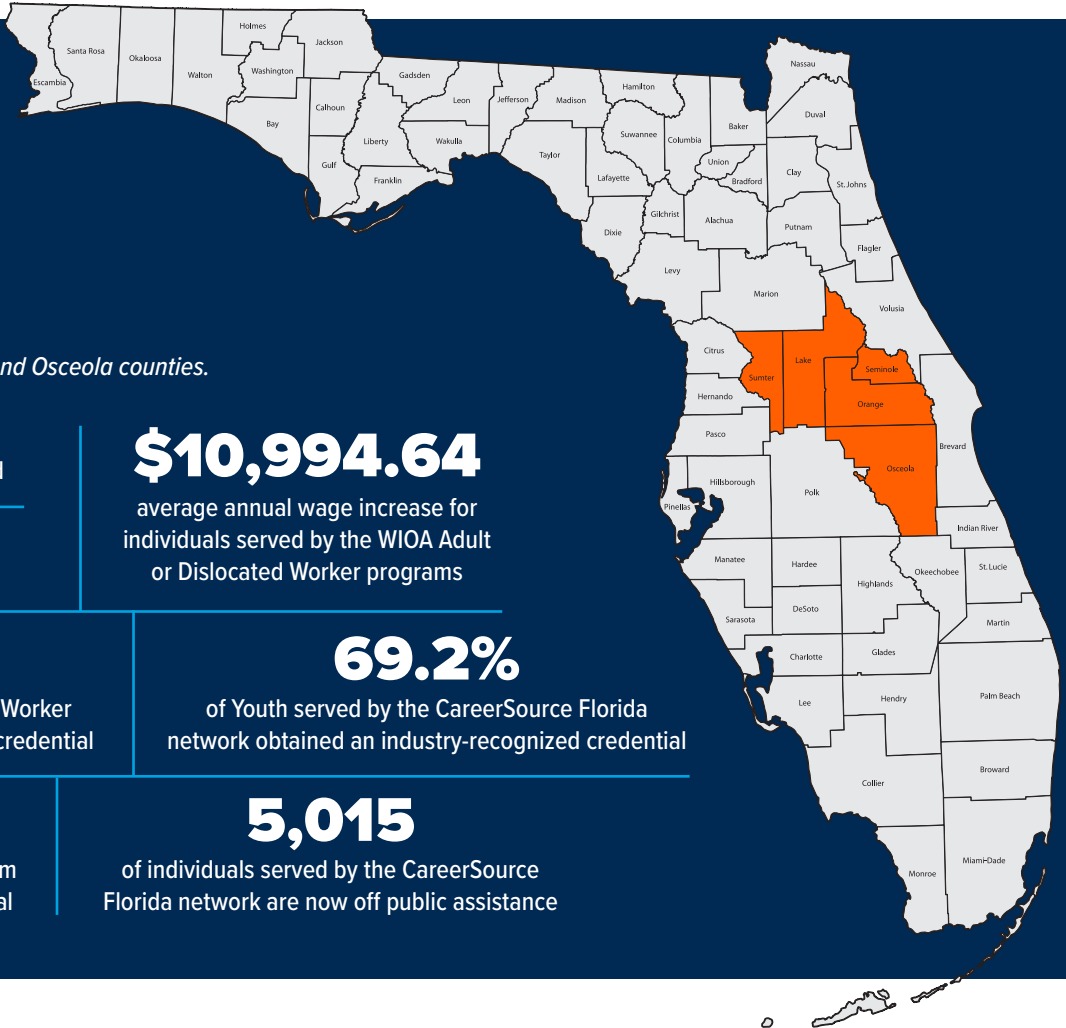 Holmes
Jackson
Santa Rosa
Okaloosa
Walton
Washington
Escambia
Gadsden
Calhoun
Bay
Leon
Jefferson
Madison
Hamilton
Nassau
Duval
Baker
Liberty
Wakulla
Suwannee
Columbia
Gulf
Franklin
Taylor
Lafayette
Union
Bradford
Clay
St. Johns
Gilchrist
Alachua
Putnam
Dixie
Flagler
Levy
Marion
Volusia
Citrus
Lake
Sumter
Seminole
Hernando
Orange
Pasco
Brevard
Osceola
Hillsborough
Polk
Pinellas
Indian River
Manatee
Hardee
Okeechobee
St. Lucie
Highlands
DeSoto
Sarasota
Martin
Charlotte
Glades
Lee
Hendry
Palm Beach
Broward
Collier
Miami-Dade
Monroe
nd Osceola counties.
$10,994.64
average annual wage increase for
individuals served by the WIOA Adult
or Dislocated Worker programs
Worker
credential
69.2%
of Youth served by the CareerSource Florida
network obtained an industry-recognized credential
5,015
of individuals served by the CareerSource
Florida network are now off public assistance